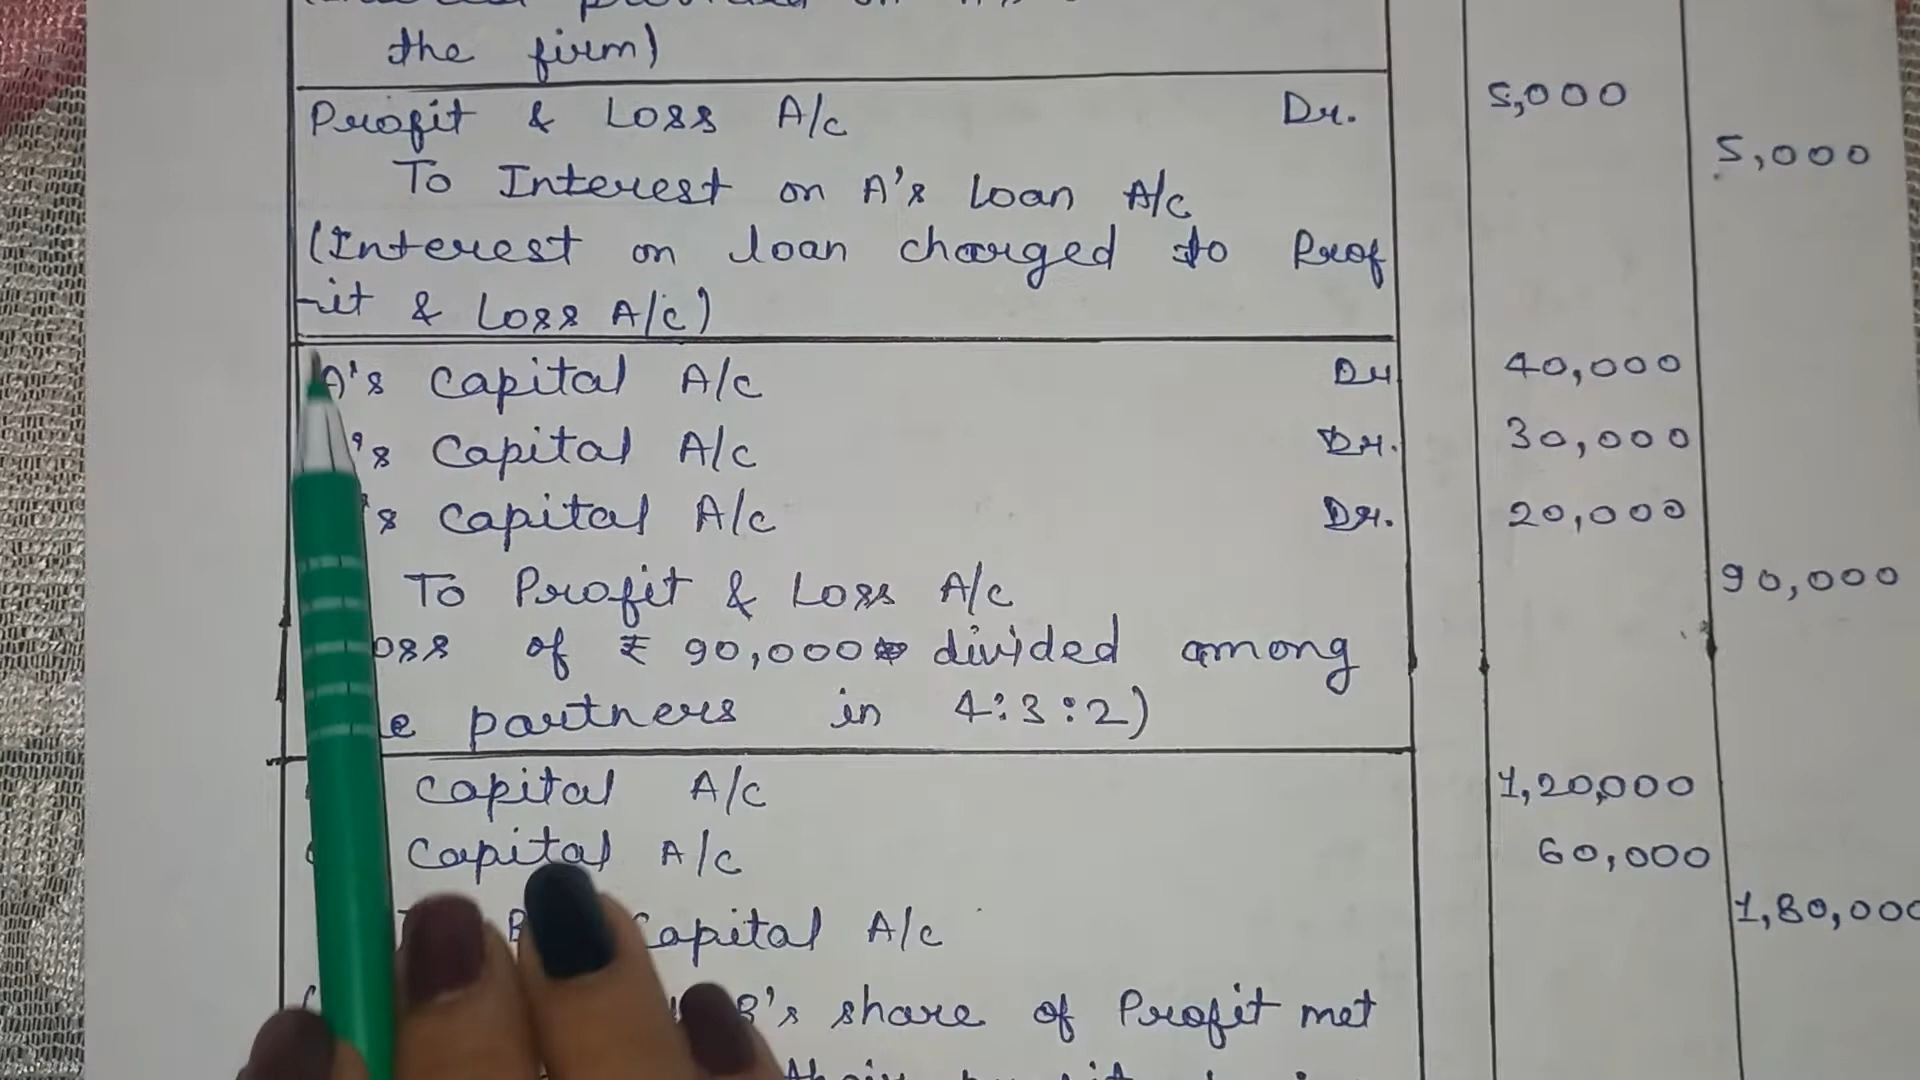 the firm)
Profit & Loss A/c Dr. 5,000
To Interest on A's Loan A/c 5,000
(Interest on loan charged to Prof
-it & Loss A/c)
A's Capital A/c Dr 40,000
's Capital A/c Dr. 30,000
's Capital A/c Dr. 20,000
To Profit & Loss A/c 90,000
oss of ₹ 90,000 divided among
e partners in 4:3:2)
Capital A/c 1,20,000
Capital A/c 60,000
B Capital A/c 1,80,000
B's share of Profit met